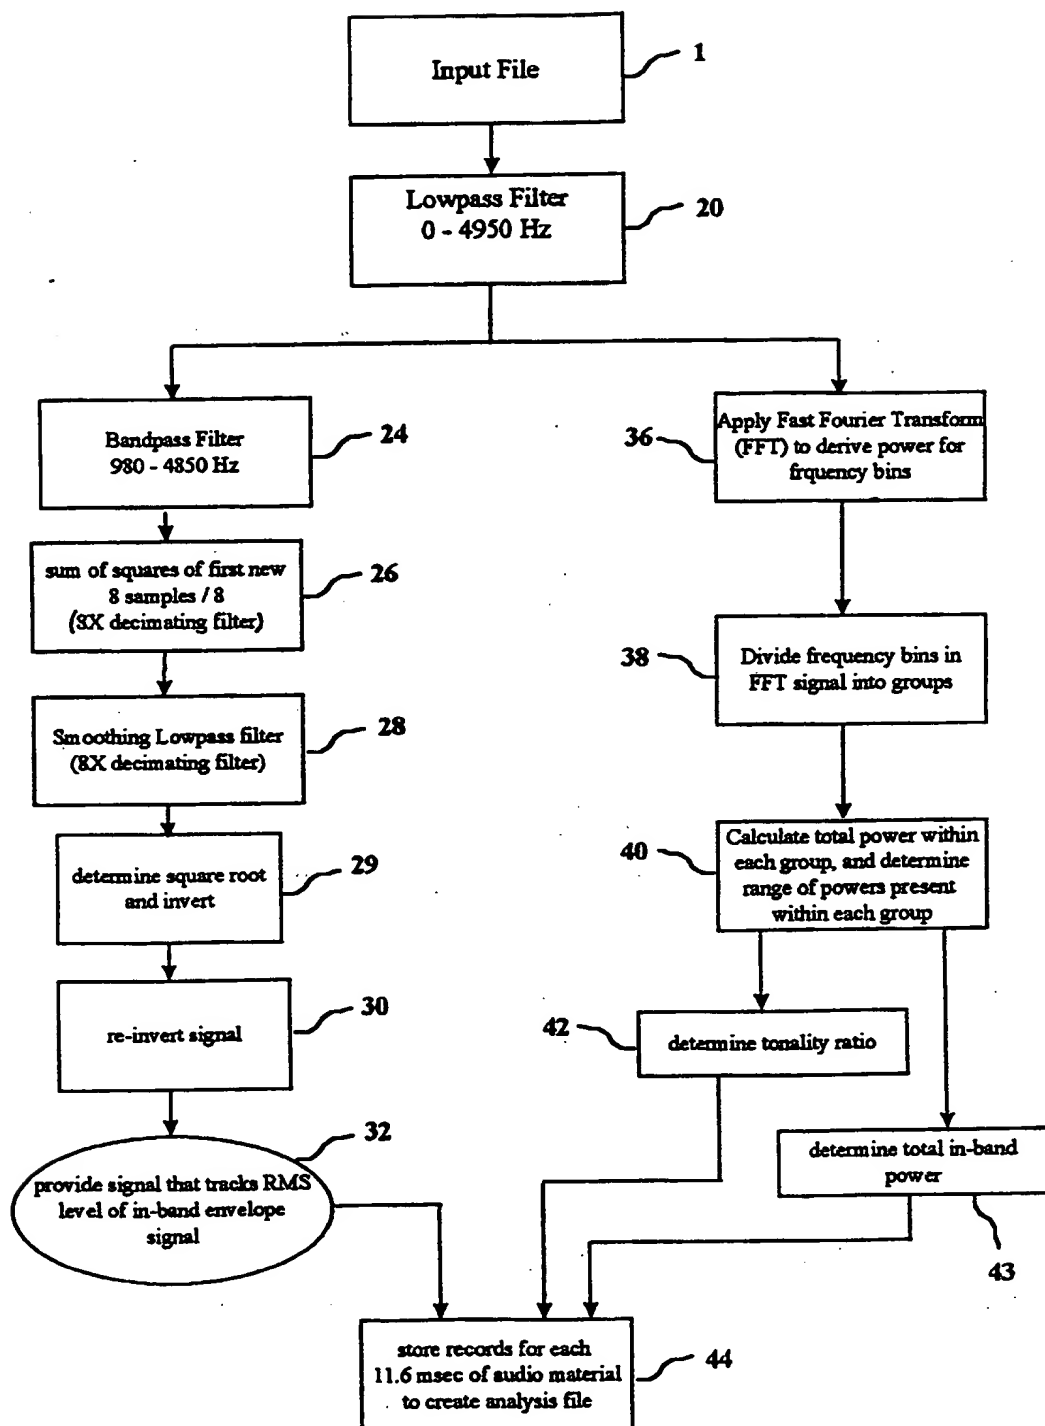 Input File
1
Lowpass Filter
0 - 4950 Hz
20
Bandpass Filter
980 - 4850 Hz
24
sum of squares of first new
8 samples / 8
(8X decimating filter)
26
Smoothing Lowpass filter
(8X decimating filter)
28
determine square root
and invert
29
re-invert signal
30
32
provide signal that tracks RMS
level of in-band envelope
signal
36
Apply Fast Fourier Transform
(FFT) to derive power for
frquency bins
38
Divide frequency bins in
FFT signal into groups
40
Calculate total power within
each group, and determine
range of powers present
within each group
42
determine tonality ratio
determine total in-band
power
43
store records for each
11.6 msec of audio material
to create analysis file
44